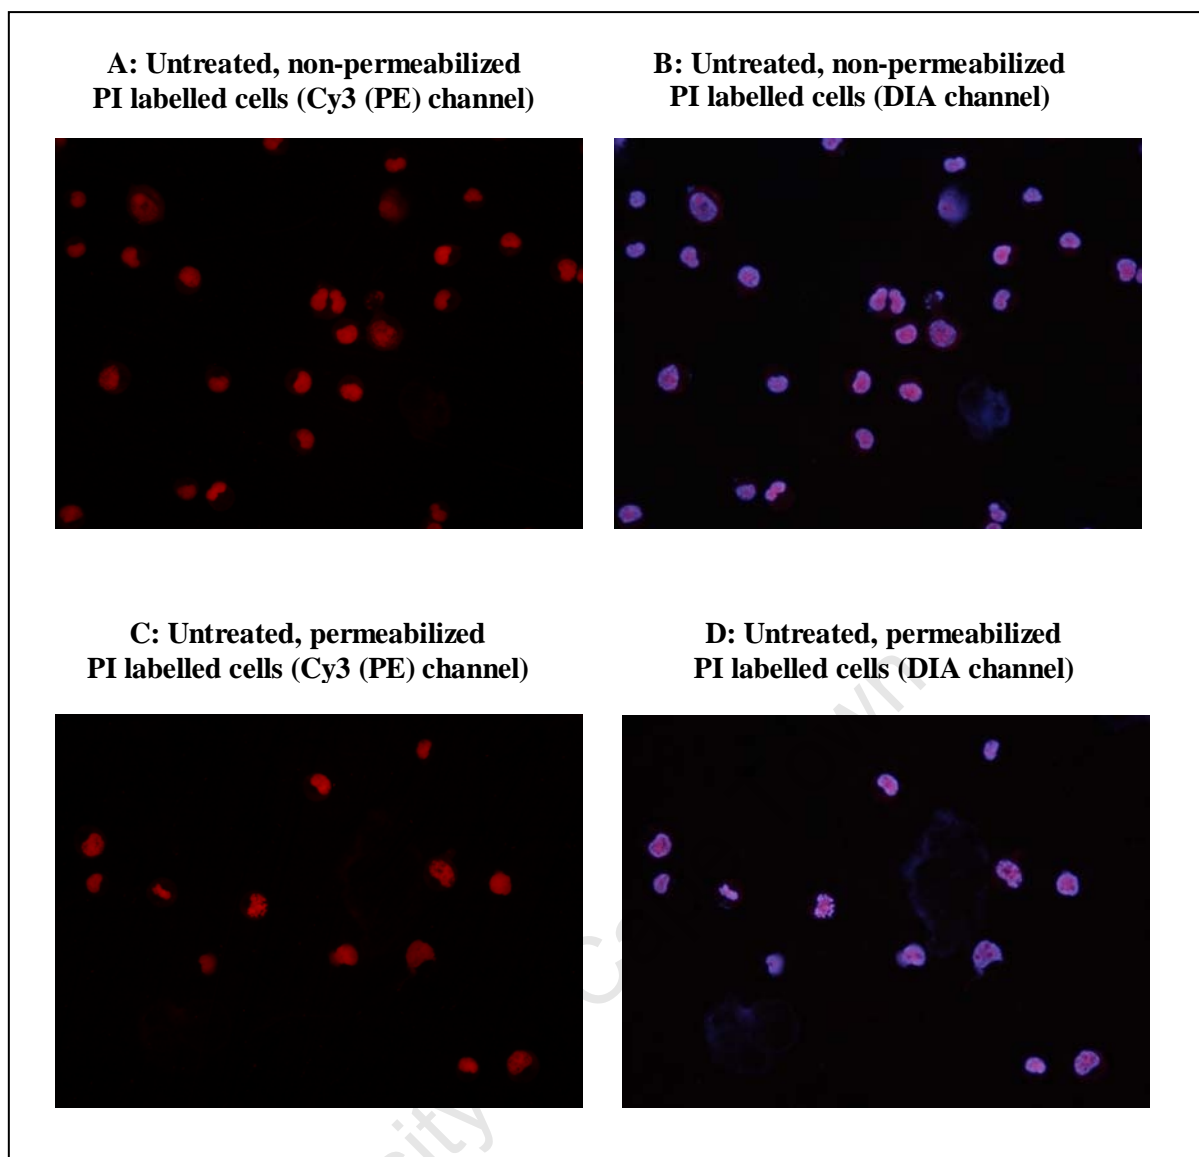 A: Untreated, non-permeabilized
PI labelled cells (Cy3 (PE) channel)
B: Untreated, non-permeabilized
PI labelled cells (DIA channel)
C: Untreated, permeabilized
PI labelled cells (Cy3 (PE) channel)
D: Untreated, permeabilized
PI labelled cells (DIA channel)